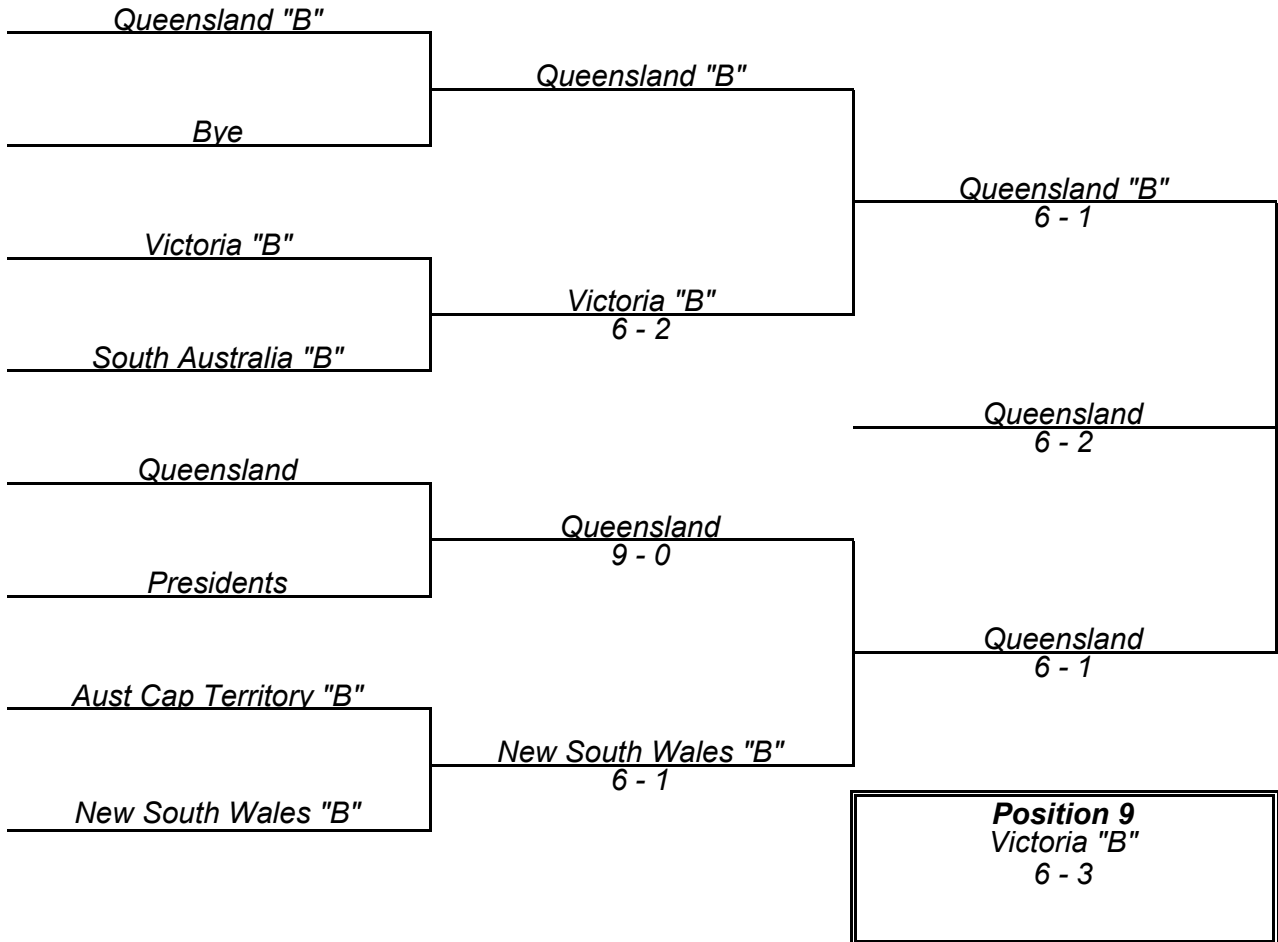 Queensland "B"
Bye
Victoria "B"
South Australia "B"
Queensland
Presidents
Aust Cap Territory "B"
New South Wales "B"
Queensland "B"
Victoria "B"
6 - 2
Queensland
9 - 0
New South Wales "B"
6 - 1
Queensland "B"
6 - 1
Queensland
6 - 2
Queensland
6 - 1
Position 9
Victoria "B"
6 - 3